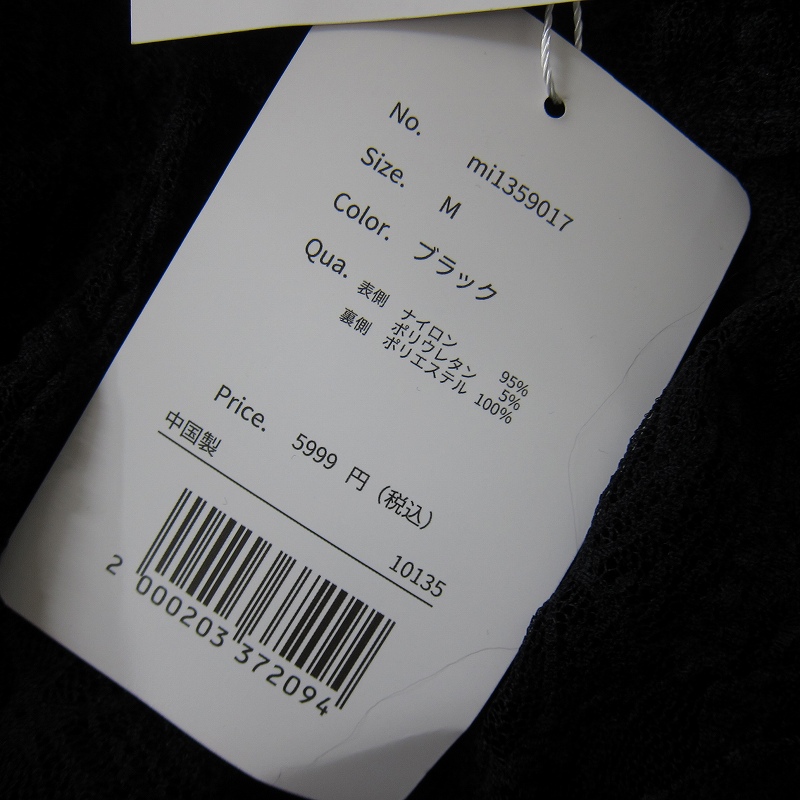 No. mi1359017
Size. M
Color. ブラック
Qua. 表側 ナイロン 95%
ポリウレタン 5%
裏側 ポリエステル 100%
Price. 5999 円（税込）
中国製 10135
2 000203 372094